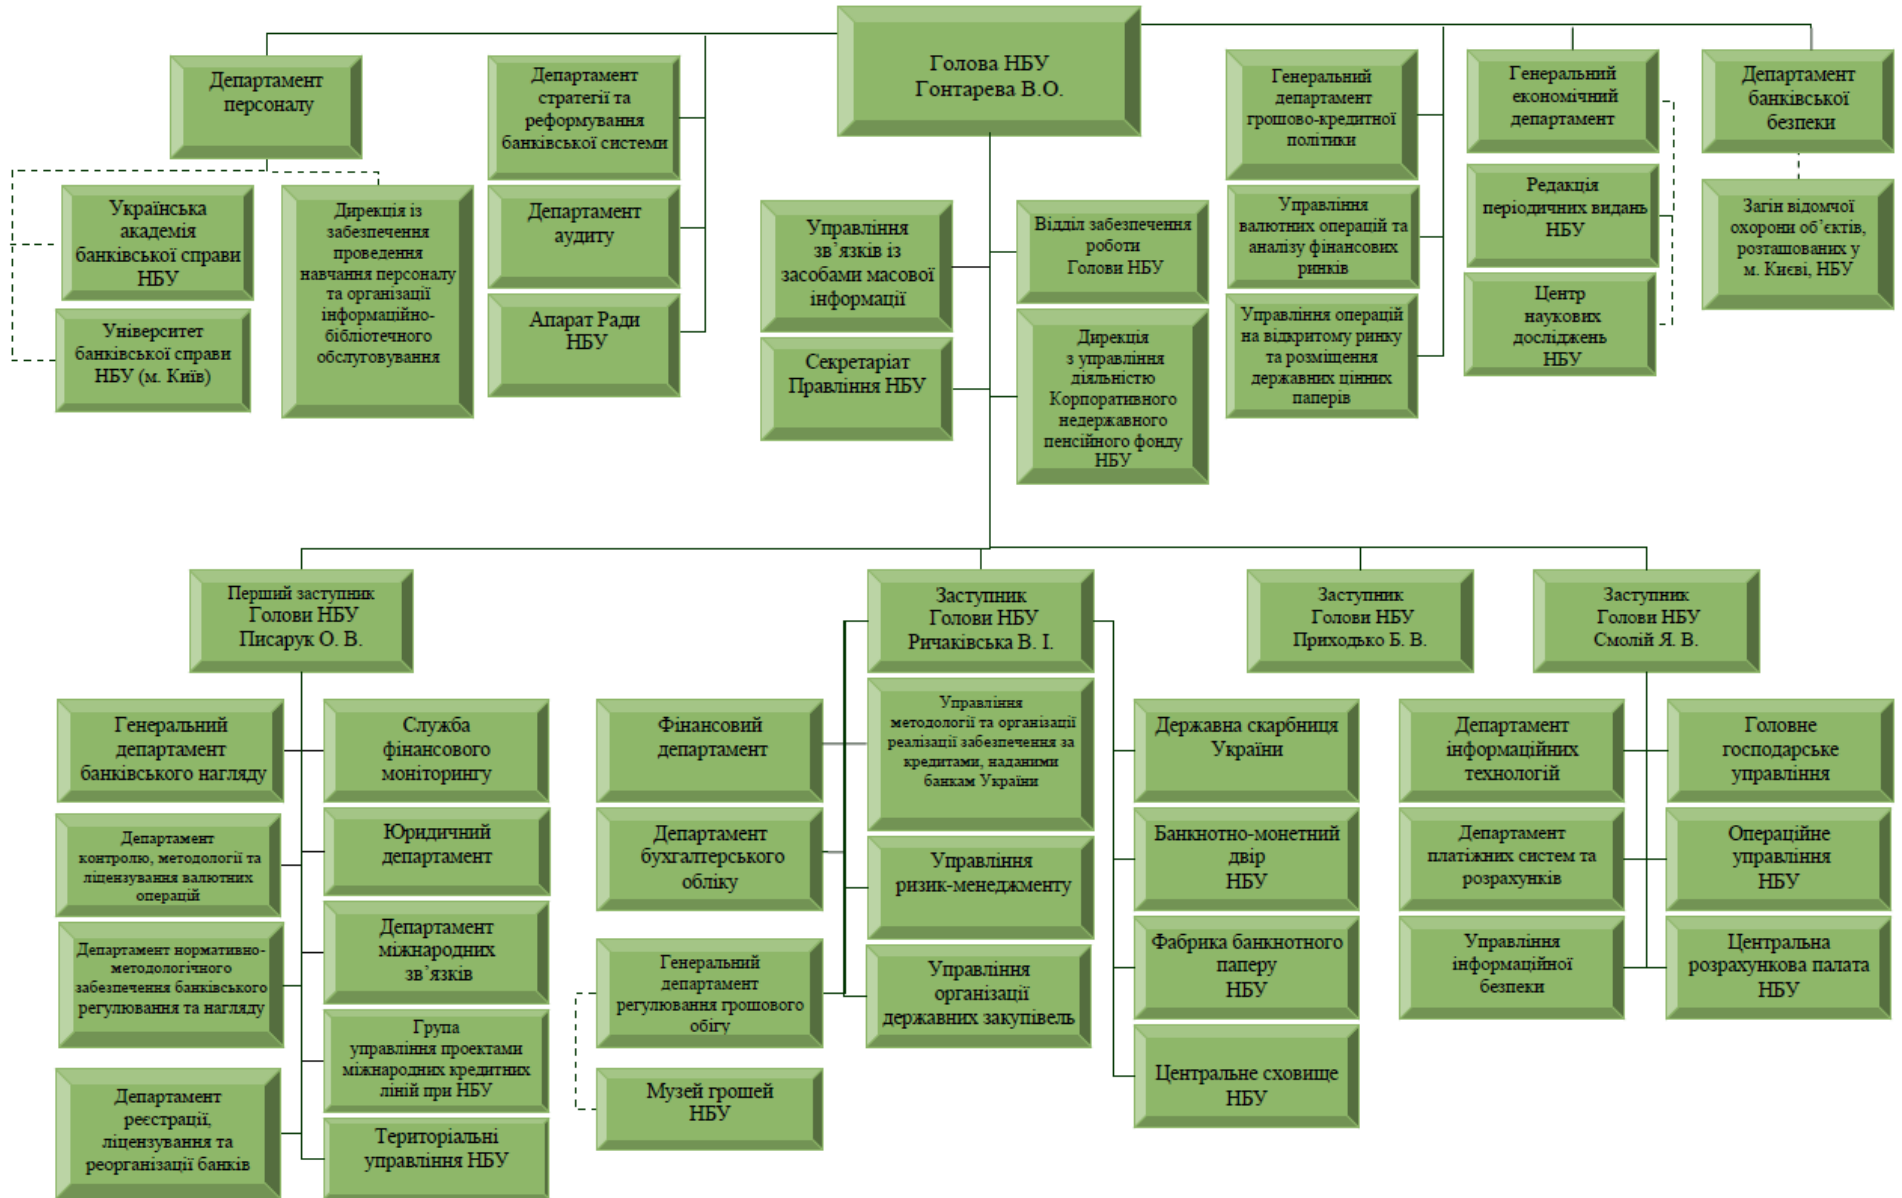 Голова НБУ
Гонтарева В.О.
Департамент
персоналу
Департамент
стратегії та
реформування
банківської системи
Генеральний
департамент
грошово-кредитної
політики
Генеральний
економічний
департамент
Департамент
банківської
безпеки
Українська
академія
банківської справи
НБУ
Дирекція із
забезпечення
проведення
навчання персоналу
та організації
інформаційно-
бібліотечного
обслуговування
Департамент
аудиту
Управління
зв’язків із
засобами масової
інформації
Відділ забезпечення
роботи
Голови НБУ
Управління
валютних операцій та
аналізу фінансових
ринків
Редакція
періодичних видань
НБУ
Загін відомчої
охорони об’єктів,
розташованих у
м. Києві, НБУ
Університет
банківської справи
НБУ (м. Київ)
Апарат Ради
НБУ
Секретаріат
Правління НБУ
Дирекція
з управління
діяльністю
Корпоративного
недержавного
пенсійного фонду
НБУ
Управління операцій
на відкритому ринку
та розміщення
державних цінних
паперів
Центр
наукових
досліджень
НБУ
Перший заступник
Голови НБУ
Писарук О. В.
Заступник
Голови НБУ
Ричаківська В. І.
Заступник
Голови НБУ
Приходько Б. В.
Заступник
Голови НБУ
Смолій Я. В.
Генеральний
департамент
банківського нагляду
Служба
фінансового
моніторингу
Фінансовий
департамент
Управління
методології та організації
реалізації забезпечення за
кредитами, наданими
банкам України
Державна скарбниця
України
Департамент
інформаційних
технологій
Головне
господарське
управління
Департамент
контролю, методології та
ліцензування валютних
операцій
Юридичний
департамент
Департамент
бухгалтерського
обліку
Управління
ризик-менеджменту
Банкнотно-монетний
двір
НБУ
Департамент
платіжних систем та
розрахунків
Операційне
управління
НБУ
Департамент нормативно-
методологічного
забезпечення банківського
регулювання та нагляду
Департамент
міжнародних
зв’язків
Генеральний
департамент
регулювання грошового
обігу
Управління
організації
державних закупівель
Фабрика банкнотного
паперу
НБУ
Управління
інформаційної
безпеки
Центральна
розрахункова палата
НБУ
Департамент
реєстрації,
ліцензування та
реорганізації банків
Група
управління проектами
міжнародних кредитних
ліній при НБУ
Територіальні
управління НБУ
Музей грошей
НБУ
Центральне сховище
НБУ